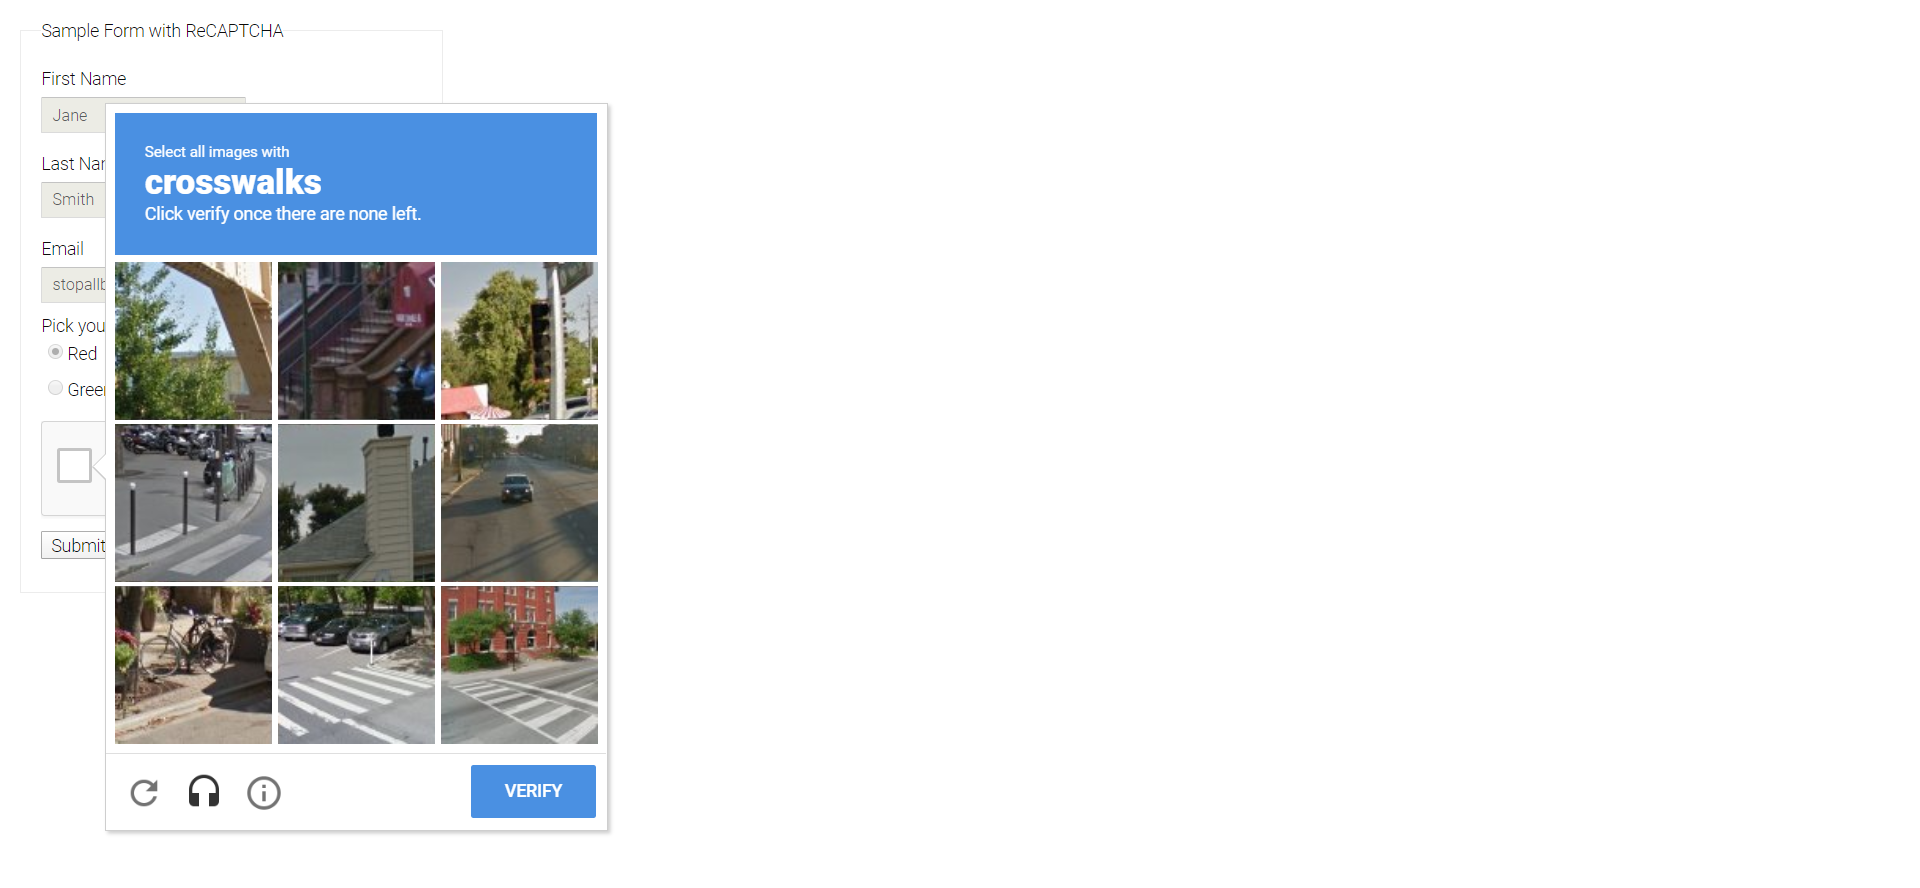 Sample Form with ReCAPTCHA
First Name
Jane
Last Nar
Smith
Email
stopallb
Pick you
Red
Green
Submit
Select all images with
crosswalks
Click verify once there are none left.
VERIFY